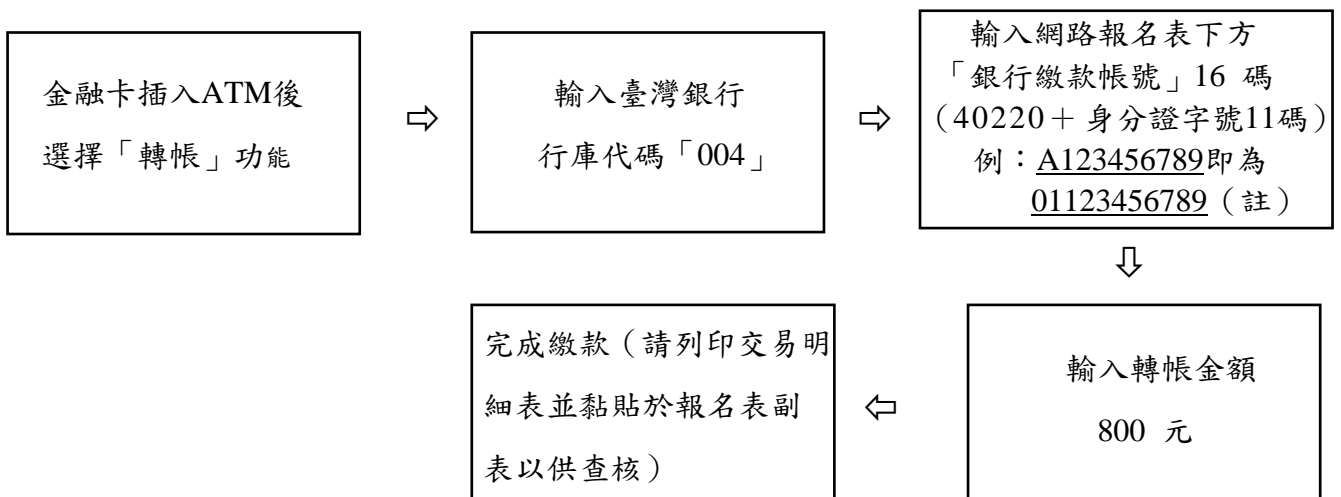 金融卡插入ATM後
選擇「轉帳」功能
⇨
輸入臺灣銀行
行庫代碼「004」
⇨
輸入網路報名表下方
「銀行繳款帳號」16 碼
（40220＋身分證字號11碼）
例：A123456789即為
01123456789（註）
⇩
輸入轉帳金額
800 元
⇦
完成繳款（請列印交易明
細表並黏貼於報名表副
表以供查核）